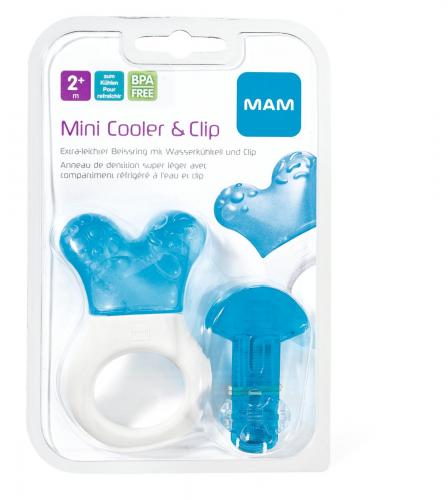 2+
m
zum
Kühlen
Pour
refraîchir
BPA
FREE
MAM
Mini Cooler & Clip
Extra-leichter Beissring mit Wasserkühlteil und Clip
Anneau de dentition super léger avec
compartiment réfrigéré à l'eau et clip